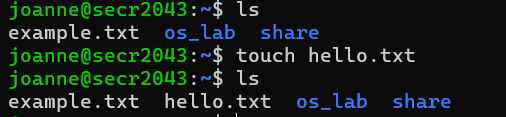 joanne@secr2043:~$ ls
example.txt  os_lab  share
joanne@secr2043:~$ touch hello.txt
joanne@secr2043:~$ ls
example.txt  hello.txt  os_lab  share